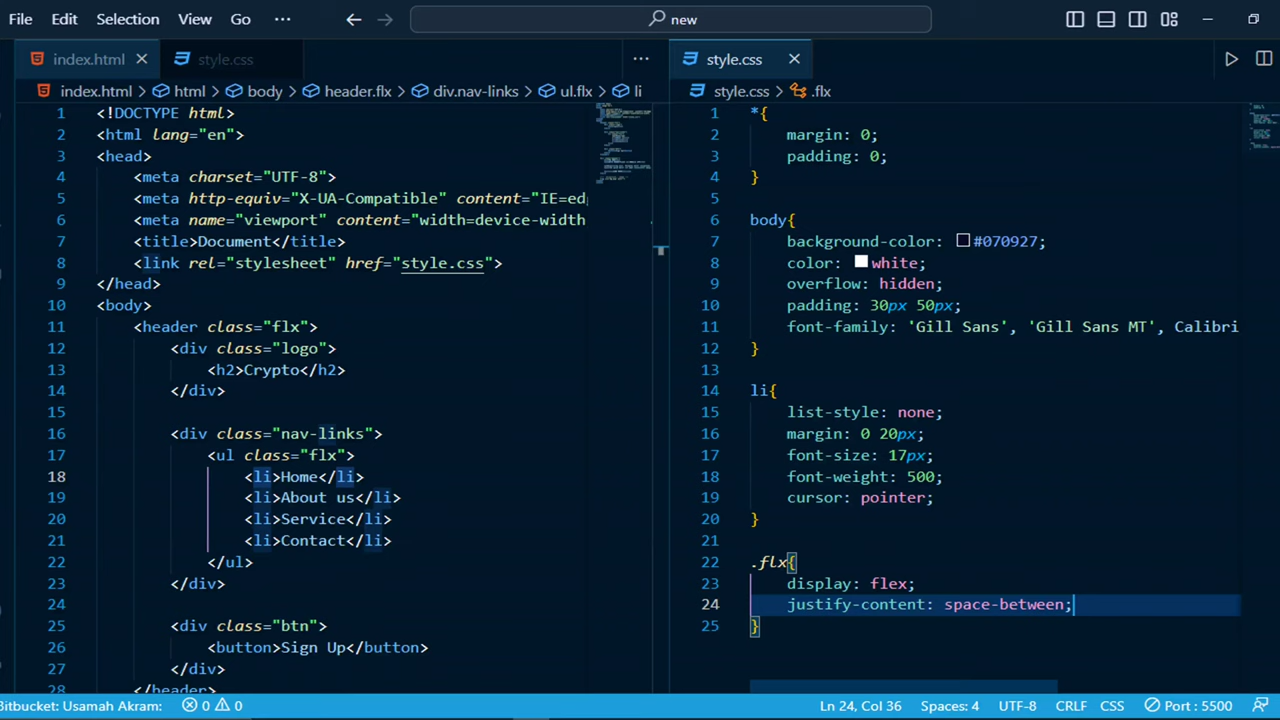 File Edit Selection View Go ··· new
index.html style.css ···
index.html > html > body > header.flx > div.nav-links > ul.flx > li
1 <!DOCTYPE html>
2 <html lang="en">
3 <head>
4 <meta charset="UTF-8">
5 <meta http-equiv="X-UA-Compatible" content="IE=ed
6 <meta name="viewport" content="width=device-width
7 <title>Document</title>
8 <link rel="stylesheet" href="style.css">
9 </head>
10 <body>
11 <header class="flx">
12 <div class="logo">
13 <h2>Crypto</h2>
14 </div>
15
16 <div class="nav-links">
17 <ul class="flx">
18 <li>Home</li>
19 <li>About us</li>
20 <li>Service</li>
21 <li>Contact</li>
22 </ul>
23 </div>
24
25 <div class="btn">
26 <button>Sign Up</button>
27 </div>
28 </header>
style.css
style.css > .flx
1 *{
2 margin: 0;
3 padding: 0;
4 }
5
6 body{
7 background-color: #070927;
8 color: white;
9 overflow: hidden;
10 padding: 30px 50px;
11 font-family: 'Gill Sans', 'Gill Sans MT', Calibri
12 }
13
14 li{
15 list-style: none;
16 margin: 0 20px;
17 font-size: 17px;
18 font-weight: 500;
19 cursor: pointer;
20 }
21
22 .flx{
23 display: flex;
24 justify-content: space-between;
25 }
Bitbucket: Usamah Akram: 0 0 Ln 24, Col 36 Spaces: 4 UTF-8 CRLF CSS Port : 5500